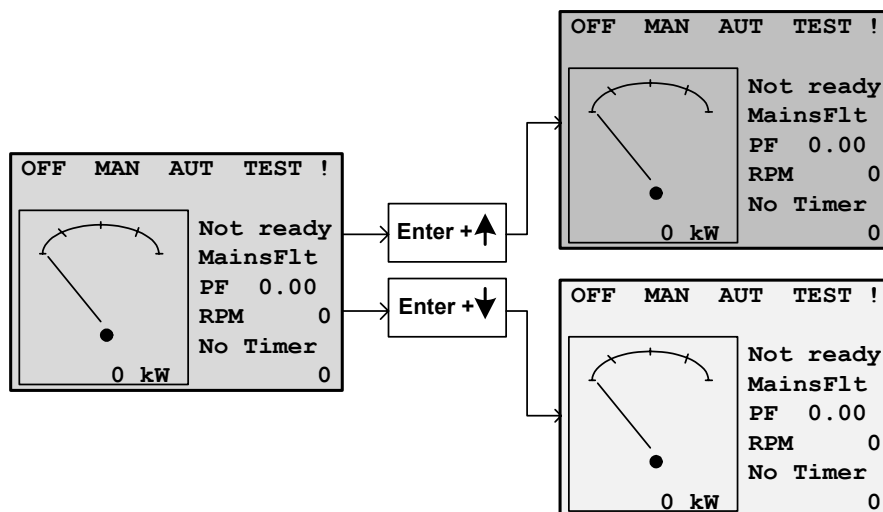 OFF MAN AUT TEST !
Not ready
MainsFlt
PF 0.00
RPM 0
No Timer
0 kW 0
Enter +
Enter +
OFF MAN AUT TEST !
Not ready
MainsFlt
PF 0.00
RPM 0
No Timer
0 kW 0
OFF MAN AUT TEST !
Not ready
MainsFlt
PF 0.00
RPM 0
No Timer
0 kW 0